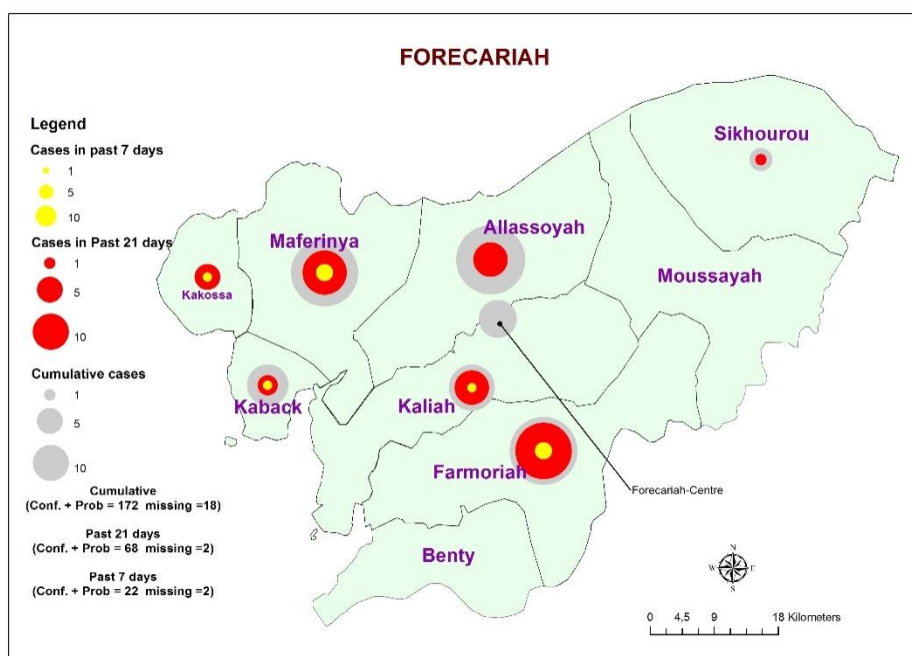 FORECARIAH
Legend
Cases in past 7 days
1
5
10
Cases in Past 21 days
1
5
10
Cumulative cases
1
5
10
Cumulative
(Conf. + Prob = 172 missing =18)
Past 21 days
(Conf. + Prob = 68 missing =2)
Past 7 days
(Conf. + Prob = 22 missing =2)
Sikhourou
Allassoyah
Maferinya
Moussayah
Kakossa
Kaback
Kaliah
Farmoriah
Forecariah-Centre
Benty
N
W E
S
0 4,5 9 18 Kilometers